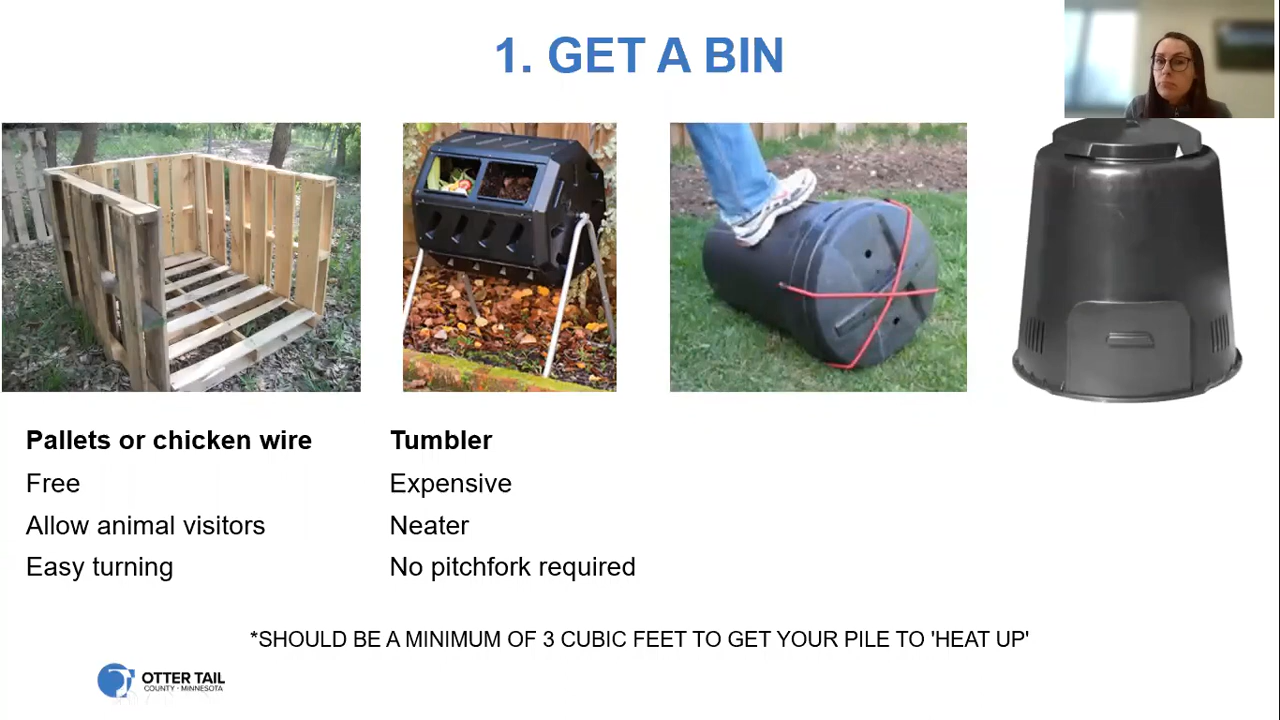 1. GET A BIN
Pallets or chicken wire
Free
Allow animal visitors
Easy turning
Tumbler
Expensive
Neater
No pitchfork required
*SHOULD BE A MINIMUM OF 3 CUBIC FEET TO GET YOUR PILE TO 'HEAT UP'
OTTER TAIL
COUNTY · MINNESOTA